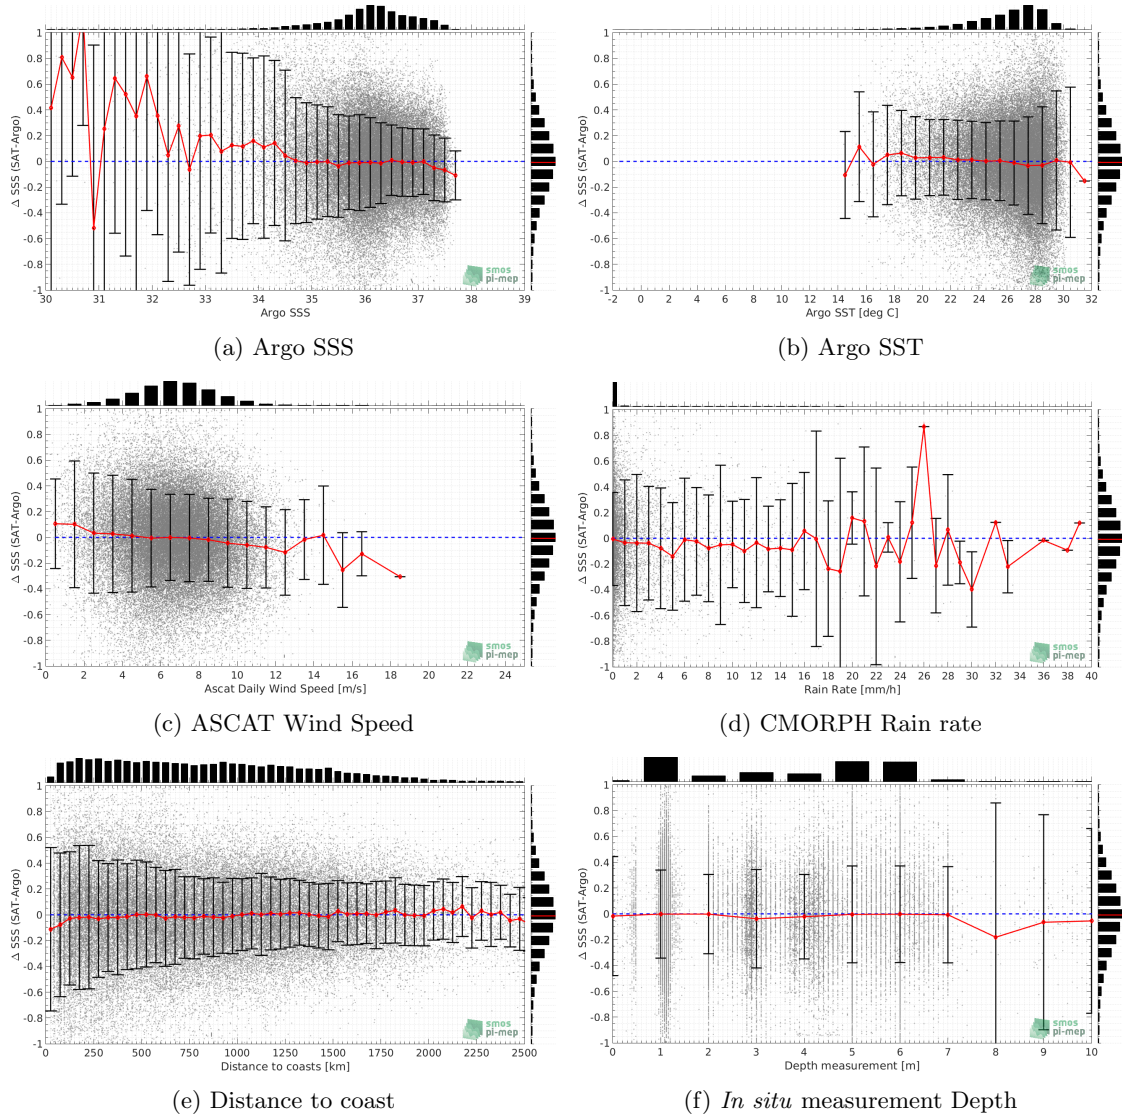 1
0.8
0.6
0.4
0.2
0
-0.2
-0.4
-0.6
-0.8
-1
Δ SSS (SAT-Argo)
30 31 32 33 34 35 36 37 38 39
Argo SSS
smos
pi-mep
(a) Argo SSS
1
0.8
0.6
0.4
0.2
0
-0.2
-0.4
-0.6
-0.8
-1
Δ SSS (SAT-Argo)
-2 0 2 4 6 8 10 12 14 16 18 20 22 24 26 28 30 32
Argo SST [deg C]
smos
pi-mep
(b) Argo SST
1
0.8
0.6
0.4
0.2
0
-0.2
-0.4
-0.6
-0.8
-1
Δ SSS (SAT-Argo)
0 2 4 6 8 10 12 14 16 18 20 22 24
Ascat Daily Wind Speed [m/s]
smos
pi-mep
(c) ASCAT Wind Speed
1
0.8
0.6
0.4
0.2
0
-0.2
-0.4
-0.6
-0.8
-1
Δ SSS (SAT-Argo)
0 2 4 6 8 10 12 14 16 18 20 22 24 26 28 30 32 34 36 38 40
Rain Rate [mm/h]
smos
pi-mep
(d) CMORPH Rain rate
1
0.8
0.6
0.4
0.2
0
-0.2
-0.4
-0.6
-0.8
-1
Δ SSS (SAT-Argo)
0 250 500 750 1000 1250 1500 1750 2000 2250 2500
Distance to coasts [km]
smos
pi-mep
(e) Distance to coast
1
0.8
0.6
0.4
0.2
0
-0.2
-0.4
-0.6
-0.8
-1
Δ SSS (SAT-Argo)
0 1 2 3 4 5 6 7 8 9 10
Depth measurement [m]
smos
pi-mep
(f) In situ measurement Depth